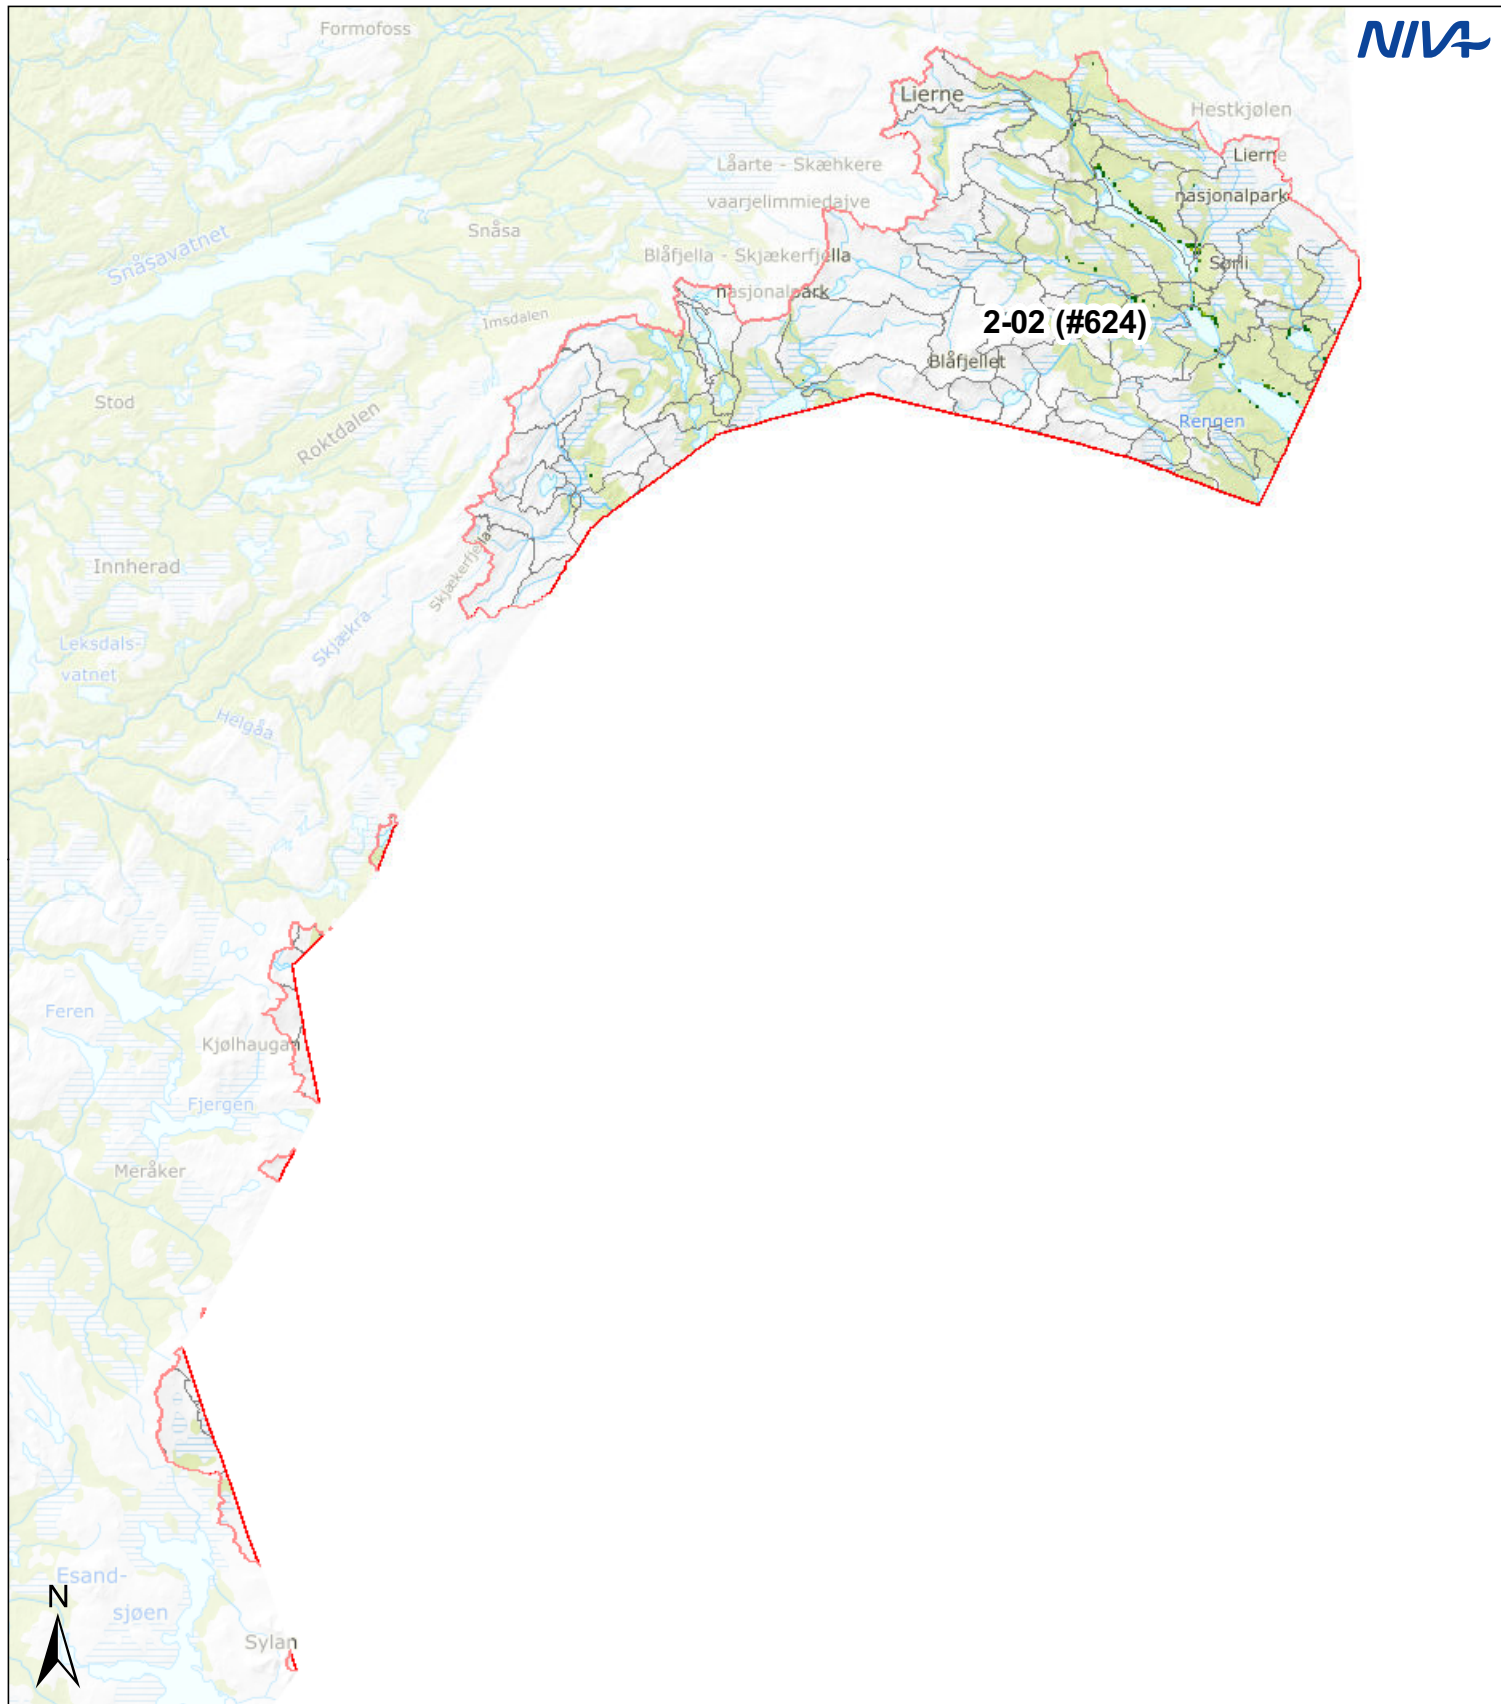 Formofoss
NIVA
Lierne
Hestkjølen
Låarte - Skæhkere
vaarjelimmiedajve
Lierne
nasjonalpark
Snåsa
Snåsavatnet
Blåfjella - Skjækerfjella
nasjonalpark
Sørli
Imsdalen
2-02 (#624)
Blåfjellet
Stod
Roktdalen
Rengen
Innherad
Skjækerfjella
Leksdals-
vatnet
Skjækra
Helgåa
Feren
Kjølhaugan
Fjergen
Meråker
Esand-
sjøen
N
Sylan